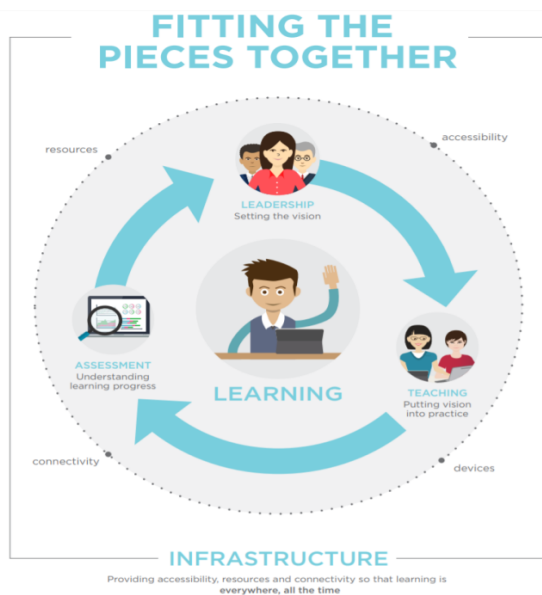 FITTING THE
PIECES TOGETHER
resources
accessibility
LEADERSHIP
Setting the vision
ASSESSMENT
Understanding
learning progress
LEARNING
TEACHING
Putting vision
into practice
connectivity
devices
INFRASTRUCTURE
Providing accessibility, resources and connectivity so that learning is
everywhere, all the time